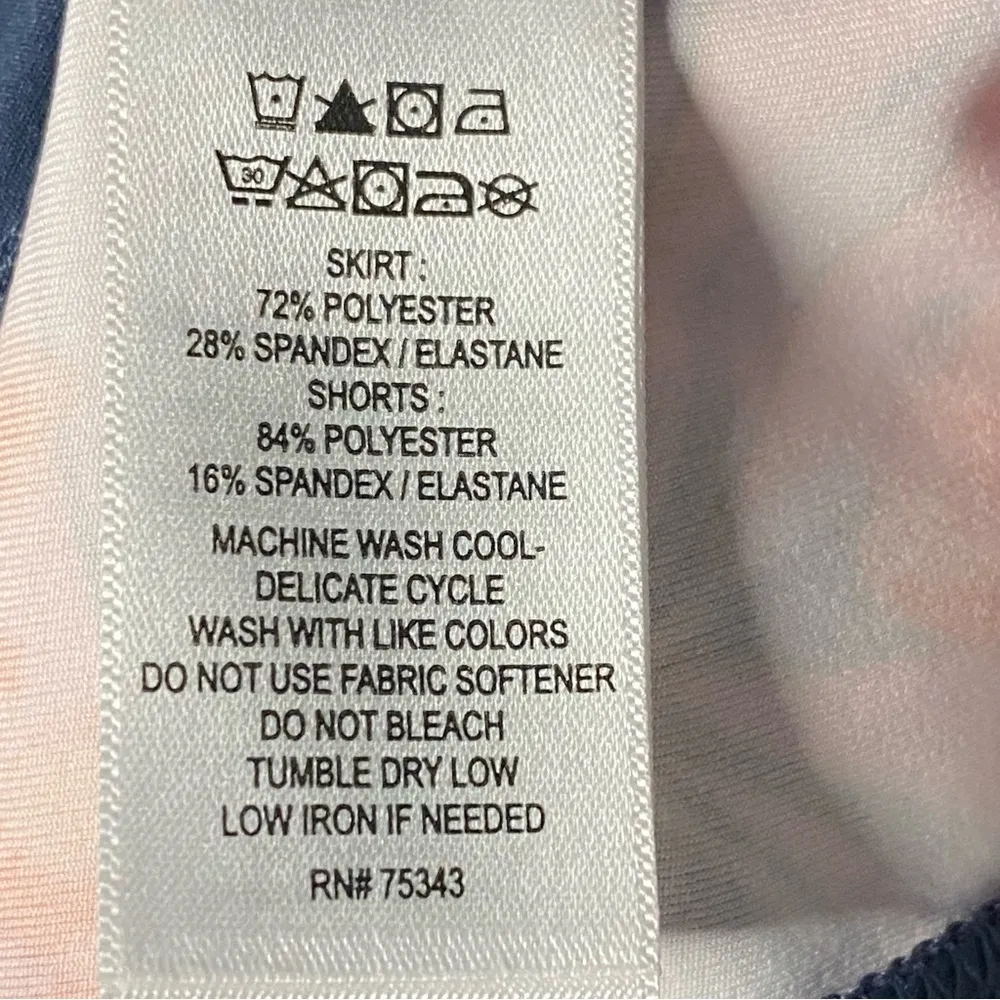 30
SKIRT :
72% POLYESTER
28% SPANDEX / ELASTANE
SHORTS :
84% POLYESTER
16% SPANDEX / ELASTANE
MACHINE WASH COOL-
DELICATE CYCLE
WASH WITH LIKE COLORS
DO NOT USE FABRIC SOFTENER
DO NOT BLEACH
TUMBLE DRY LOW
LOW IRON IF NEEDED
RN# 75343